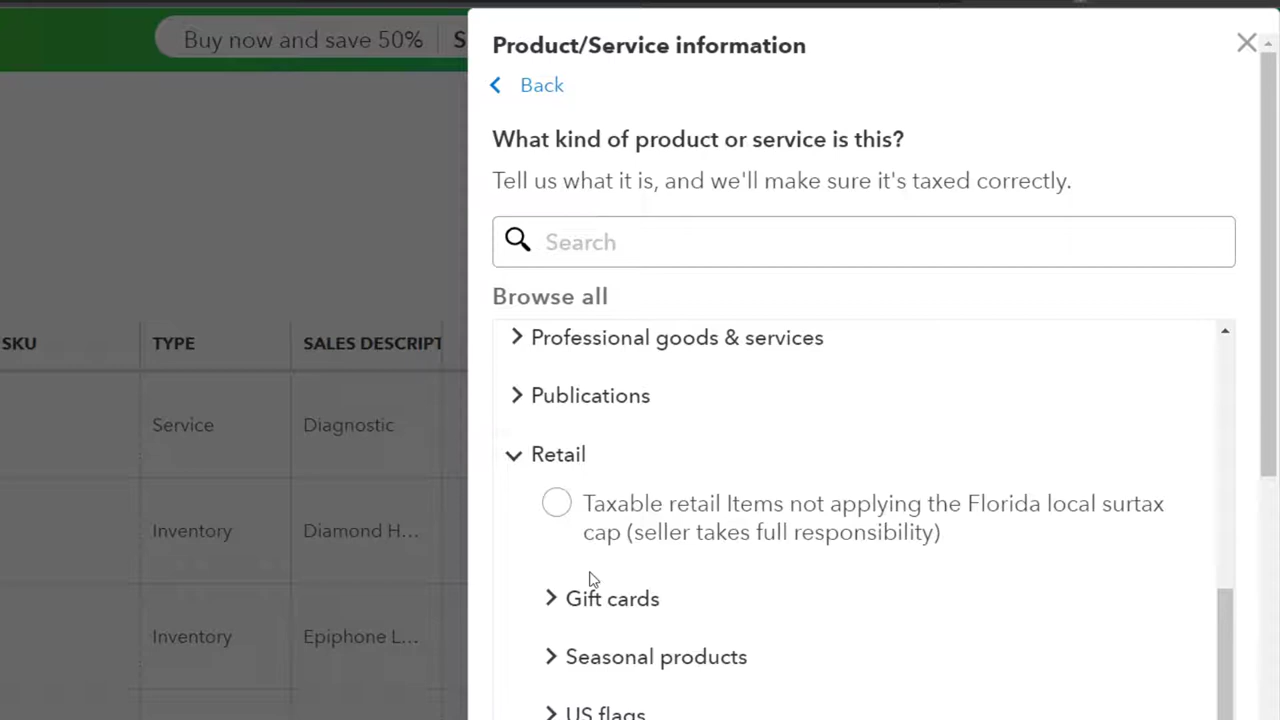 Buy now and save 50% S
Product/Service information
Back
What kind of product or service is this?
Tell us what it is, and we'll make sure it's taxed correctly.
Search
Browse all
Professional goods & services
Publications
Retail
Taxable retail Items not applying the Florida local surtax
cap (seller takes full responsibility)
Gift cards
Seasonal products
US flags
SKU TYPE SALES DESCRIPT
Service Diagnostic
Inventory Diamond H...
Inventory Epiphone L...